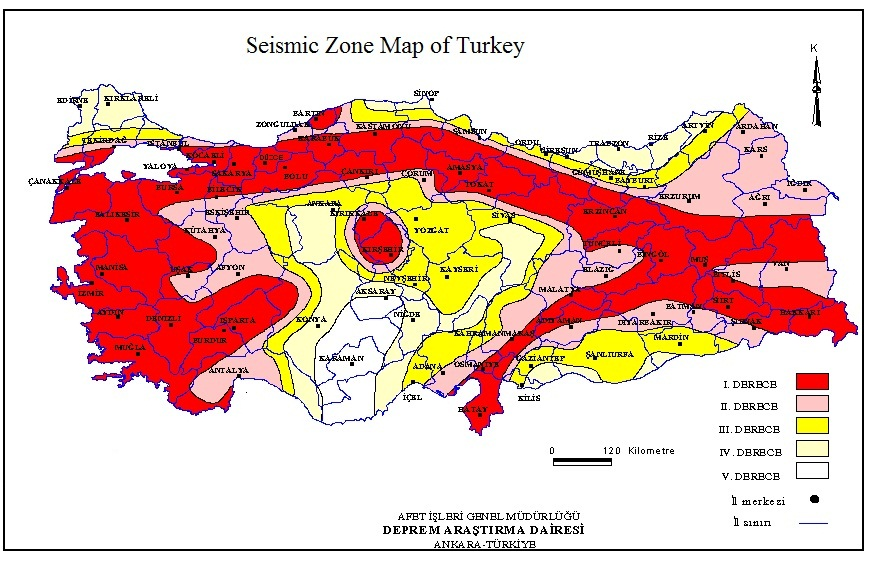 Seismic Zone Map of Turkey
K
SİNOP
EDİRNE
KIRKLARELİ
BARTIN
ZONGULDAK
KASTAMONU
KARABÜK
SAMSUN
ARTVİN
ARDAHAN
RİZE
TRABZON
ORDU
GİRESUN
TEKİRDAĞ
İSTANBUL
KOCAELİ
YALOVA
SAKARYA
DÜZCE
BOLU
ÇANKIRI
ÇORUM
AMASYA
TOKAT
GÜMÜŞHANE
BAYBURT
KARS
IĞDIR
ÇANAKKALE
BURSA
BİLECİK
ERZURUM
AĞRI
BALIKESİR
ESKİŞEHİR
ANKARA
KIRIKKALE
YOZGAT
SİVAS
ERZİNCAN
KÜTAHYA
KIRŞEHİR
TUNCELİ
BİNGÖL
MUŞ
MANİSA
UŞAK
AFYON
NEVŞEHİR
KAYSERİ
ELAZIĞ
BİTLİS
VAN
İZMİR
AKSARAY
MALATYA
SİİRT
AYDIN
DENİZLİ
ISPARTA
KONYA
NİĞDE
ADIYAMAN
DİYARBAKIR
BATMAN
ŞIRNAK
HAKKARİ
BURDUR
KAHRAMANMARAŞ
MARDİN
MUĞLA
KARAMAN
ADANA
OSMANİYE
GAZİANTEP
ŞANLIURFA
ANTALYA
İÇEL
KİLİS
HATAY
I. DERECE
II. DERECE
III. DERECE
IV. DERECE
V. DERECE
İl merkezi
İl sınırı
0 120 Kilometre
AFET İŞLERİ GENEL MÜDÜRLÜĞÜ
DEPREM ARAŞTIRMA DAİRESİ
ANKARA-TÜRKİYE